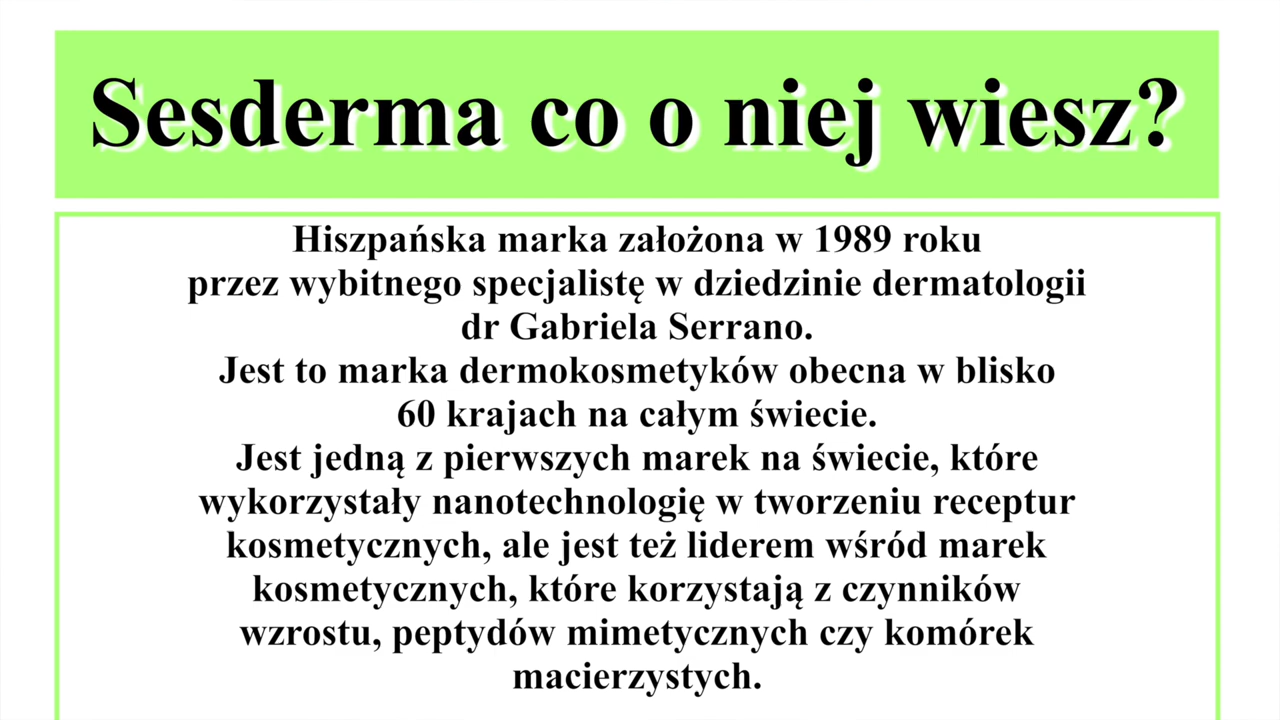 Sesderma co o niej wiesz?
Hiszpańska marka założona w 1989 roku
przez wybitnego specjalistę w dziedzinie dermatologii
dr Gabriela Serrano.
Jest to marka dermokosmetyków obecna w blisko
60 krajach na całym świecie.
Jest jedną z pierwszych marek na świecie, które
wykorzystały nanotechnologię w tworzeniu receptur
kosmetycznych, ale jest też liderem wśród marek
kosmetycznych, które korzystają z czynników
wzrostu, peptydów mimetycznych czy komórek
macierzystych.